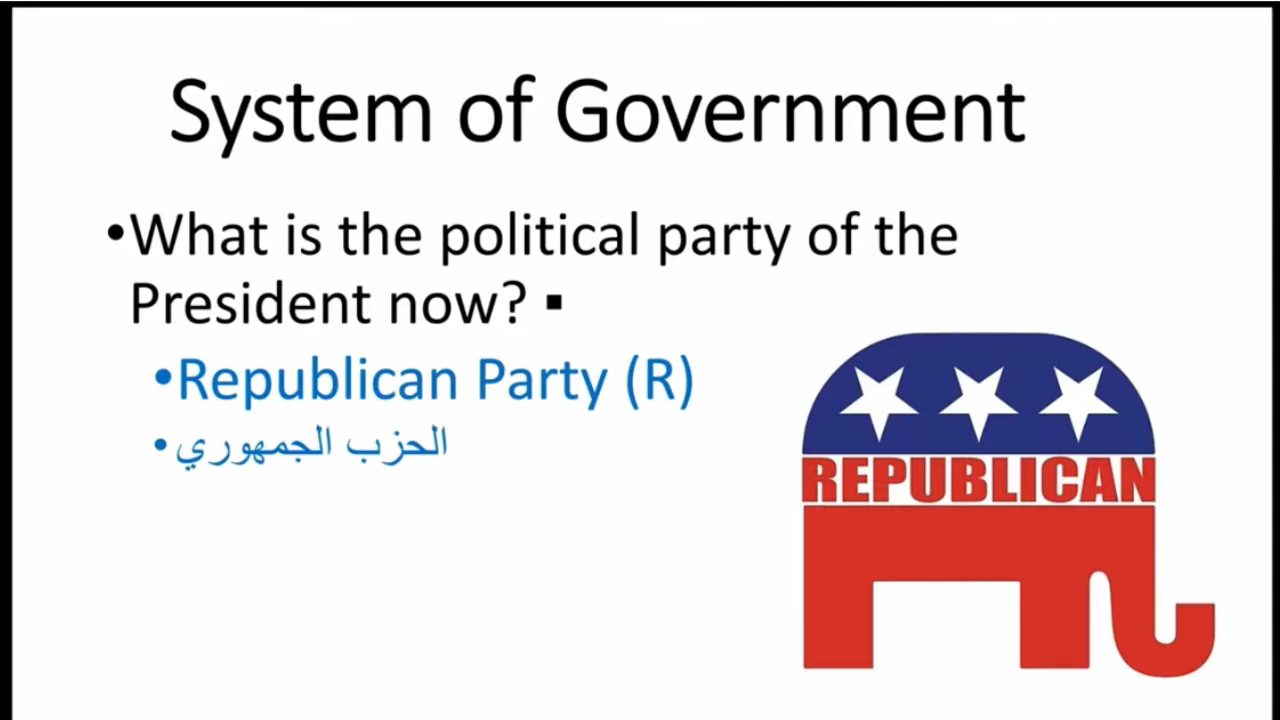 System of Government
•What is the political party of the
President now? ▪
•Republican Party (R)
•الحزب الجمهوري
REPUBLICAN